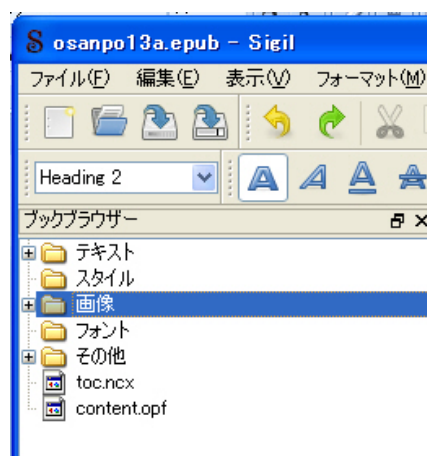 osanpo13a.epub - Sigil
ファイル(F) 編集(E) 表示(V) フォーマット(M)
Heading 2
A A A A
ブックブラウザー
テキスト
スタイル
画像
フォント
その他
toc.ncx
content.opf